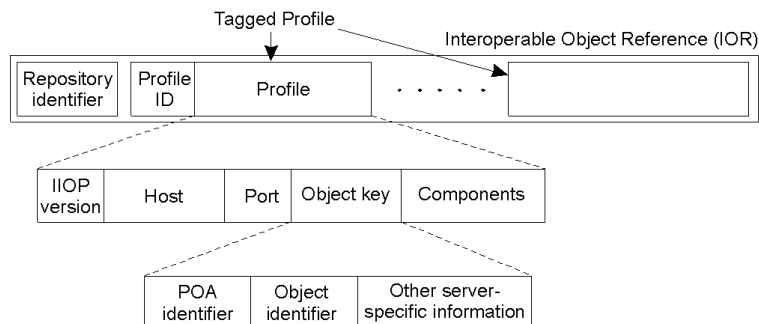 Tagged Profile
Interoperable Object Reference (IOR)
Repository
identifier
Profile
ID
Profile
. . . . .
IIOP
version
Host
Port
Object key
Components
POA
identifier
Object
identifier
Other server-
specific information